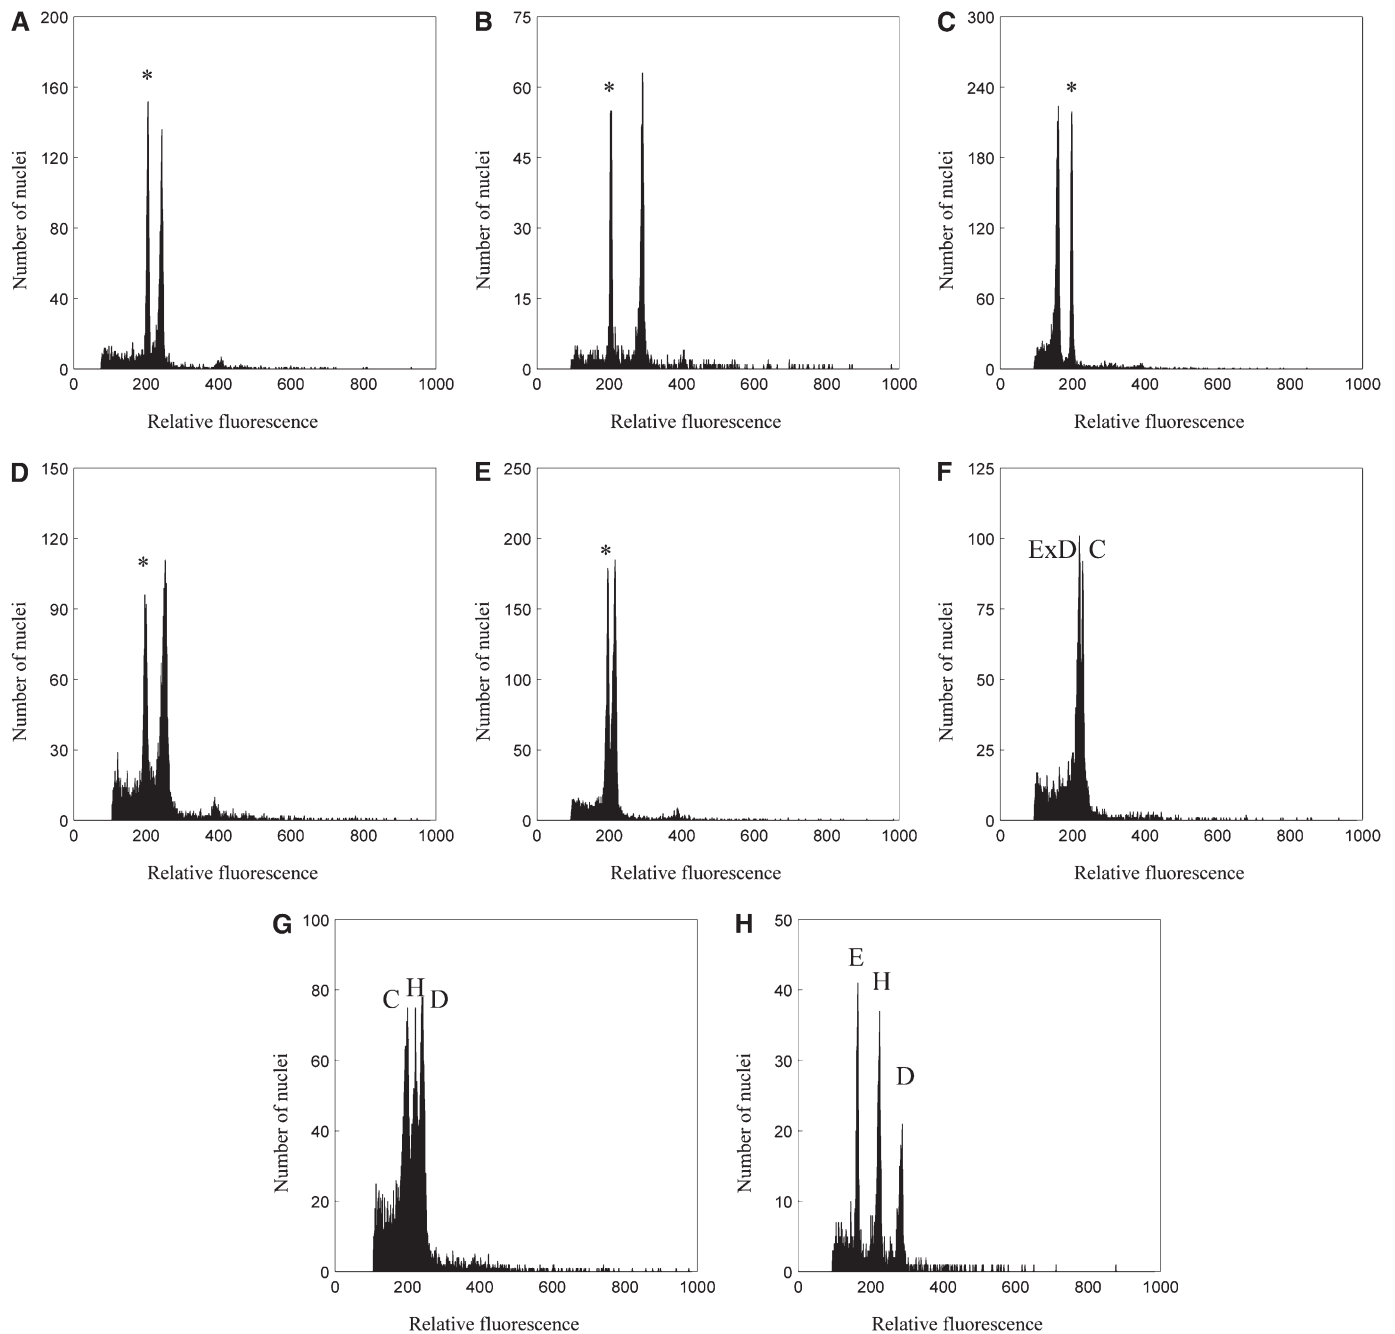 A
200
160
120
80
40
0
*
Number of nuclei
0 200 400 600 800 1000
Relative fluorescence
B
75
60
45
30
15
0
*
Number of nuclei
0 200 400 600 800 1000
Relative fluorescence
C
300
240
180
120
60
0
*
Number of nuclei
0 200 400 600 800 1000
Relative fluorescence
D
150
120
90
60
30
0
*
Number of nuclei
0 200 400 600 800 1000
Relative fluorescence
E
250
200
150
100
50
0
*
Number of nuclei
0 200 400 600 800 1000
Relative fluorescence
F
125
100
75
50
25
0
ExD C
Number of nuclei
0 200 400 600 800 1000
Relative fluorescence
G
100
80
60
40
20
0
C H D
Number of nuclei
0 200 400 600 800 1000
Relative fluorescence
H
50
40
30
20
10
0
E
H
D
Number of nuclei
0 200 400 600 800 1000
Relative fluorescence